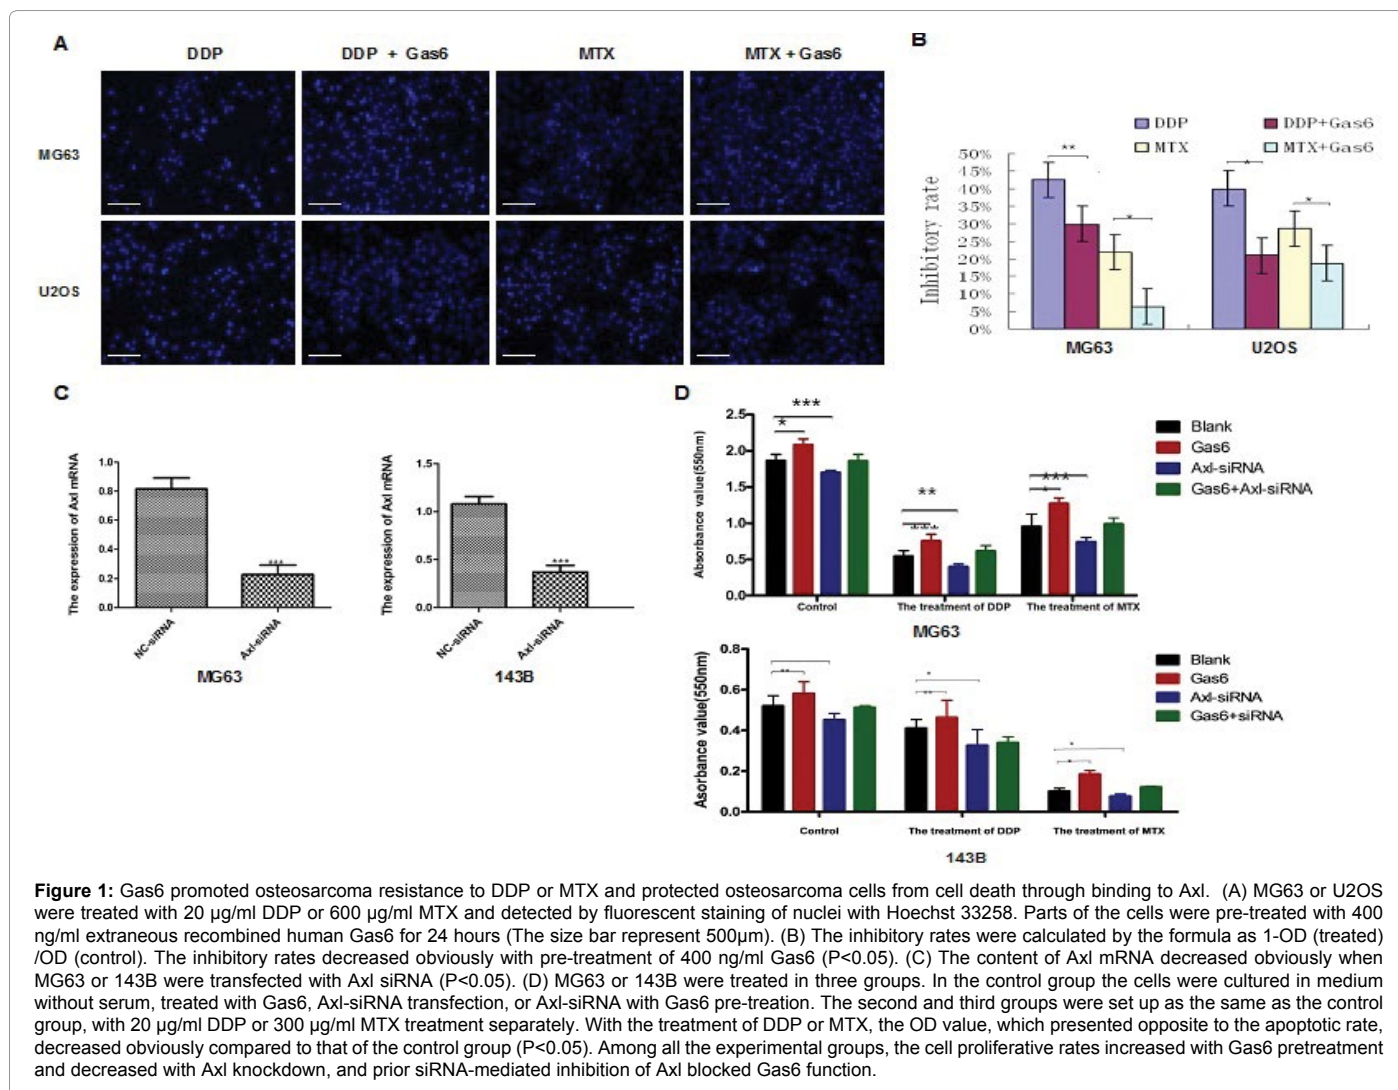 A
DDP
DDP + Gas6
MTX
MTX + Gas6
MG63
U2OS
B
DDP
DDP+Gas6
MTX
MTX+Gas6
Inhibitory rate
50%
45%
40%
35%
30%
25%
20%
15%
10%
5%
0%
**
*
*
*
MG63
U2OS
C
The expression of Axl mRNA
1.0
0.8
0.6
0.4
0.2
0.0
***
NC-siRNA
Axl-siRNA
MG63
The expression of Axl mRNA
1.5
1.0
0.5
0.0
***
NC-siRNA
Axl-siRNA
143B
D
Absorbance value(550nm)
2.5
2.0
1.5
1.0
0.5
0.0
***
*
**
***
***
*
Control
The treatment of DDP
The treatment of MTX
MG63
Blank
Gas6
Axl-siRNA
Gas6+Axl-siRNA
Asorbance value(550nm)
0.8
0.6
0.4
0.2
0.0
**
*
**
*
*
Control
The treatment of DDP
The treatment of MTX
143B
Blank
Gas6
Axl-siRNA
Gas6+siRNA
Figure 1: Gas6 promoted osteosarcoma resistance to DDP or MTX and protected osteosarcoma cells from cell death through binding to Axl. (A) MG63 or U2OS
were treated with 20 µg/ml DDP or 600 µg/ml MTX and detected by fluorescent staining of nuclei with Hoechst 33258. Parts of the cells were pre-treated with 400
ng/ml extraneous recombined human Gas6 for 24 hours (The size bar represent 500µm). (B) The inhibitory rates were calculated by the formula as 1-OD (treated)
/OD (control). The inhibitory rates decreased obviously with pre-treatment of 400 ng/ml Gas6 (P<0.05). (C) The content of Axl mRNA decreased obviously when
MG63 or 143B were transfected with Axl siRNA (P<0.05). (D) MG63 or 143B were treated in three groups. In the control group the cells were cultured in medium
without serum, treated with Gas6, Axl-siRNA transfection, or Axl-siRNA with Gas6 pre-treation. The second and third groups were set up as the same as the control
group, with 20 µg/ml DDP or 300 µg/ml MTX treatment separately. With the treatment of DDP or MTX, the OD value, which presented opposite to the apoptotic rate,
decreased obviously compared to that of the control group (P<0.05). Among all the experimental groups, the cell proliferative rates increased with Gas6 pretreatment
and decreased with Axl knockdown, and prior siRNA-mediated inhibition of Axl blocked Gas6 function.